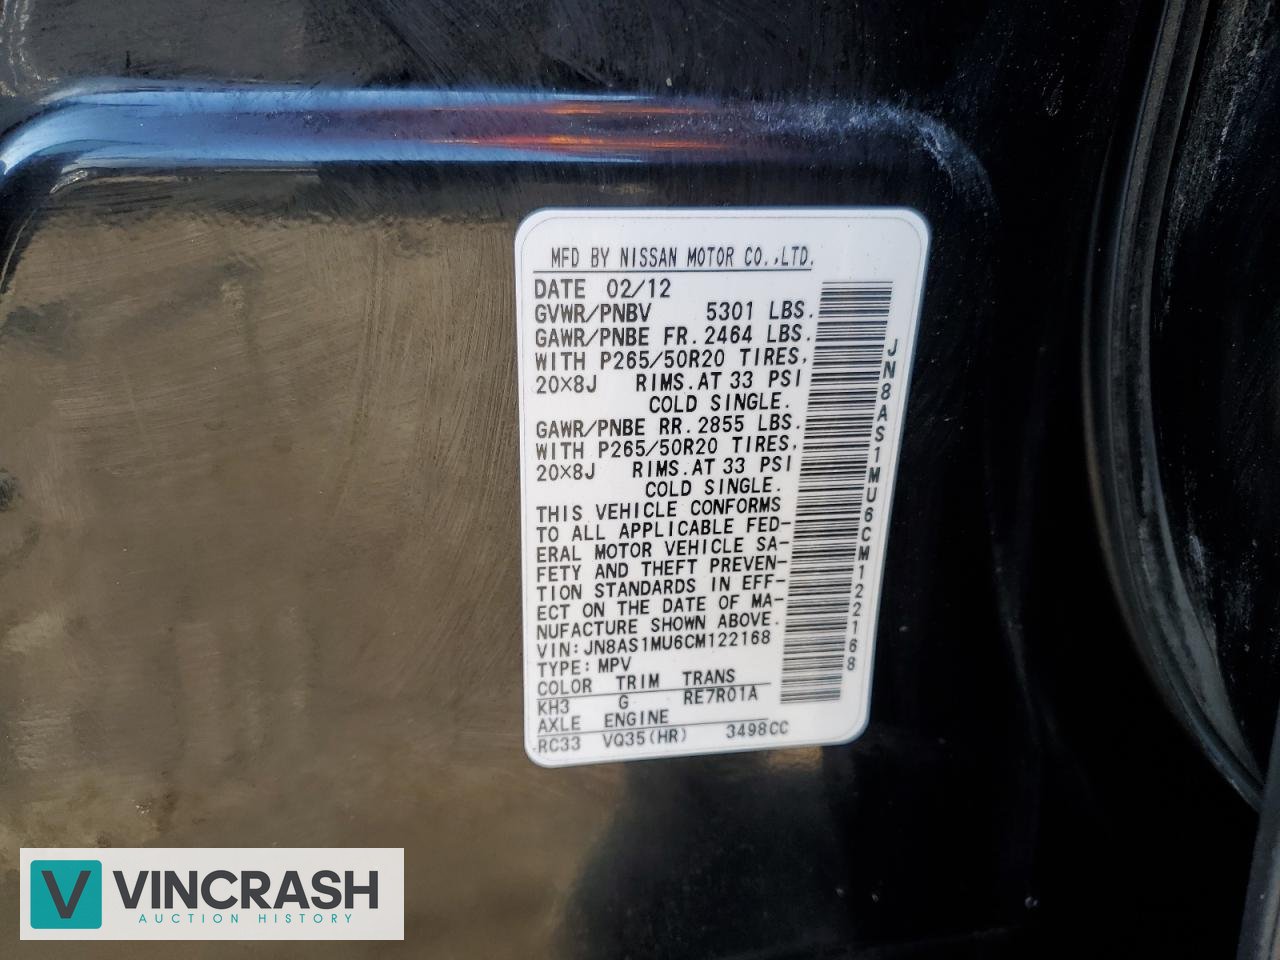 MFD BY NISSAN MOTOR CO.,LTD.
DATE 02/12
GVWR/PNBV 5301 LBS.
GAWR/PNBE FR. 2464 LBS.
WITH P265/50R20 TIRES,
20×8J RIMS. AT 33 PSI
COLD SINGLE.
GAWR/PNBE RR. 2855 LBS.
WITH P265/50R20 TIRES,
20×8J RIMS. AT 33 PSI
COLD SINGLE.
THIS VEHICLE CONFORMS
TO ALL APPLICABLE FED-
ERAL MOTOR VEHICLE SA-
FETY AND THEFT PREVEN-
TION STANDARDS IN EFF-
ECT ON THE DATE OF MA-
NUFACTURE SHOWN ABOVE.
VIN: JN8AS1MU6CM122168
TYPE: MPV
COLOR TRIM TRANS
KH3 G RE7R01A
AXLE ENGINE
RC33 VQ35(HR) 3498CC
JN8AS1MU6CM122168
V VINCRASH
AUCTION HISTORY